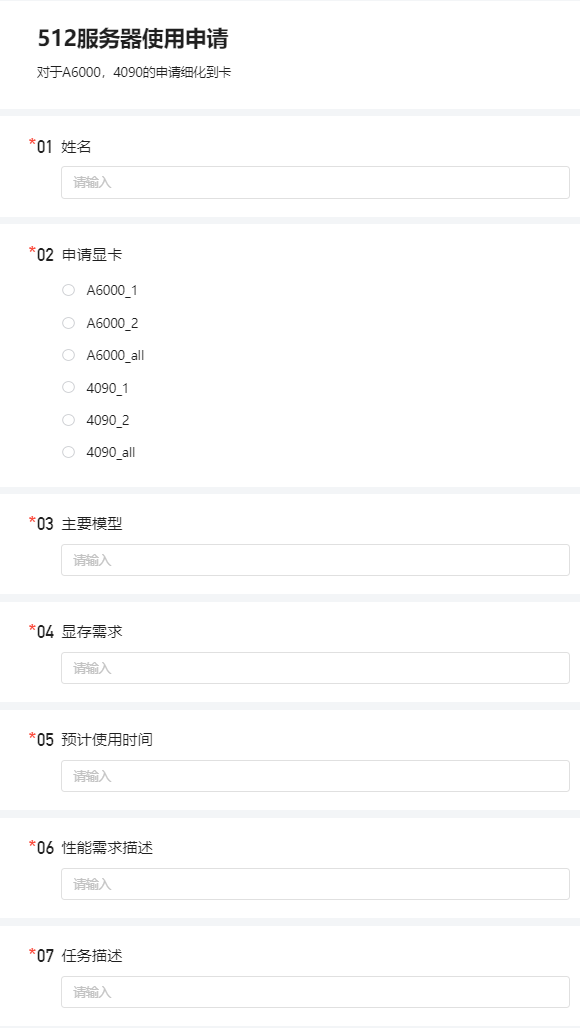 512服务器使用申请
对于A6000，4090的申请细化到卡
*01 姓名
请输入
*02 申请显卡
A6000_1
A6000_2
A6000_all
4090_1
4090_2
4090_all
*03 主要模型
请输入
*04 显存需求
请输入
*05 预计使用时间
请输入
*06 性能需求描述
请输入
*07 任务描述
请输入